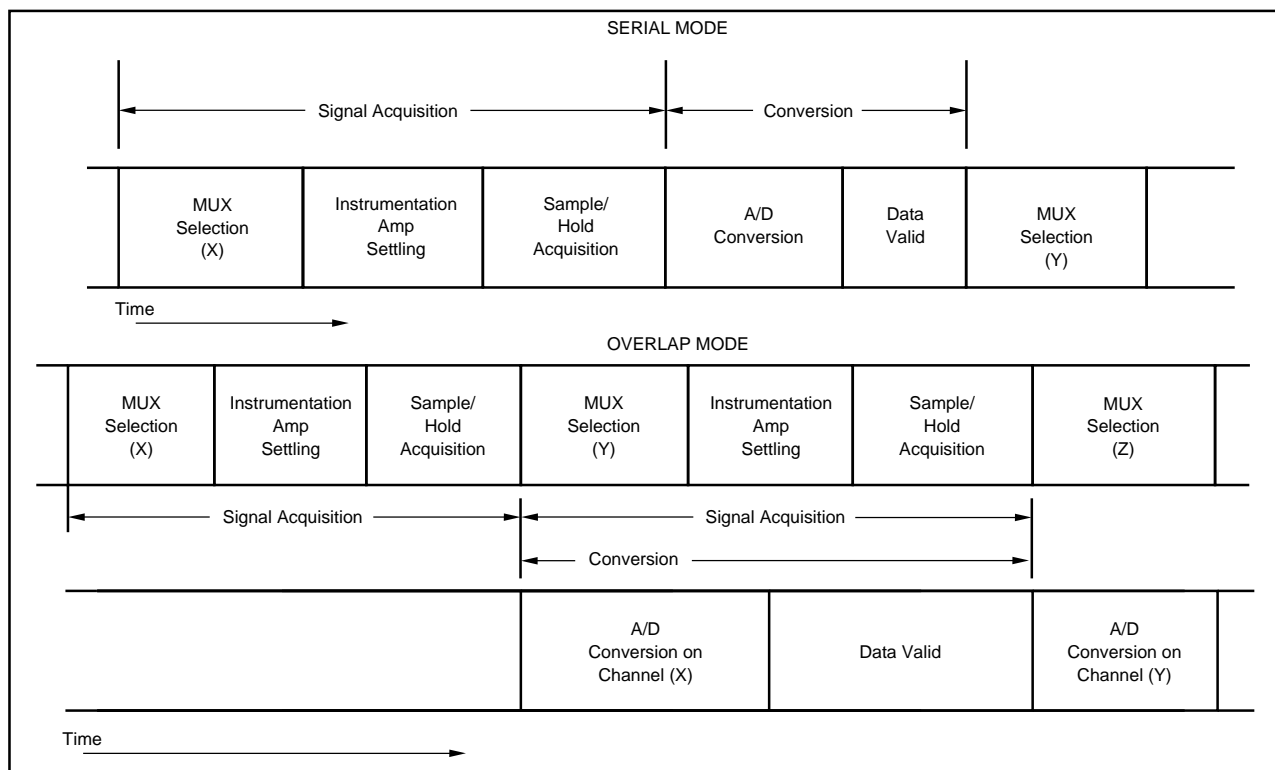 SERIAL MODE
Signal Acquisition
Conversion
MUX
Selection
(X)
Instrumentation
Amp
Settling
Sample/
Hold
Acquisition
A/D
Conversion
Data
Valid
MUX
Selection
(Y)
Time
OVERLAP MODE
MUX
Selection
(X)
Instrumentation
Amp
Settling
Sample/
Hold
Acquisition
MUX
Selection
(Y)
Instrumentation
Amp
Settling
Sample/
Hold
Acquisition
MUX
Selection
(Z)
Signal Acquisition
Signal Acquisition
Conversion
A/D
Conversion on
Channel (X)
Data Valid
A/D
Conversion on
Channel (Y)
Time